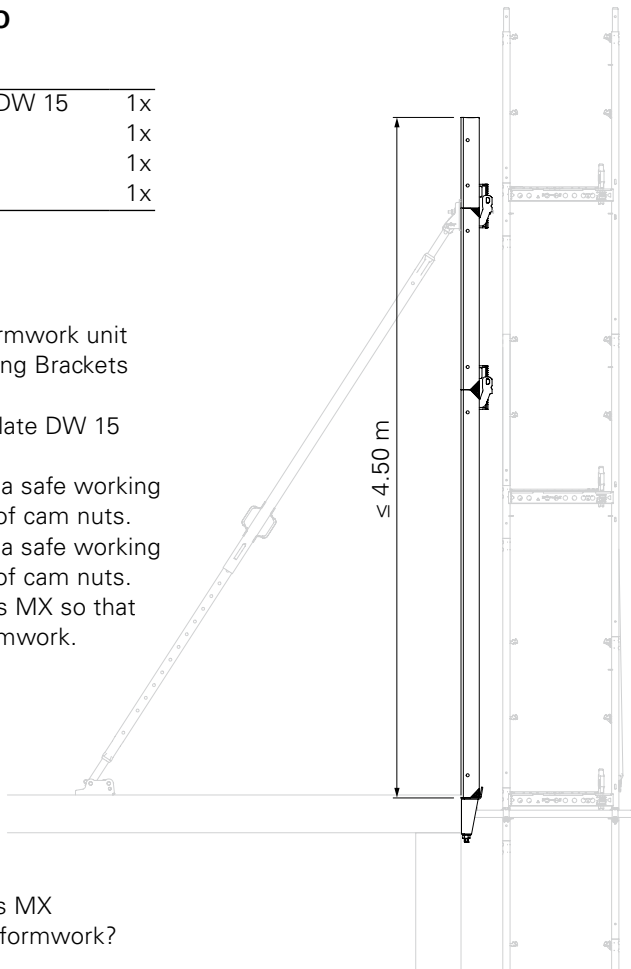 DW 15 1x
1x
1x
1x
rmwork unit
ng Brackets
late DW 15
a safe working
of cam nuts.
a safe working
of cam nuts.
s MX so that
mwork.
≤ 4.50 m
s MX
formwork?